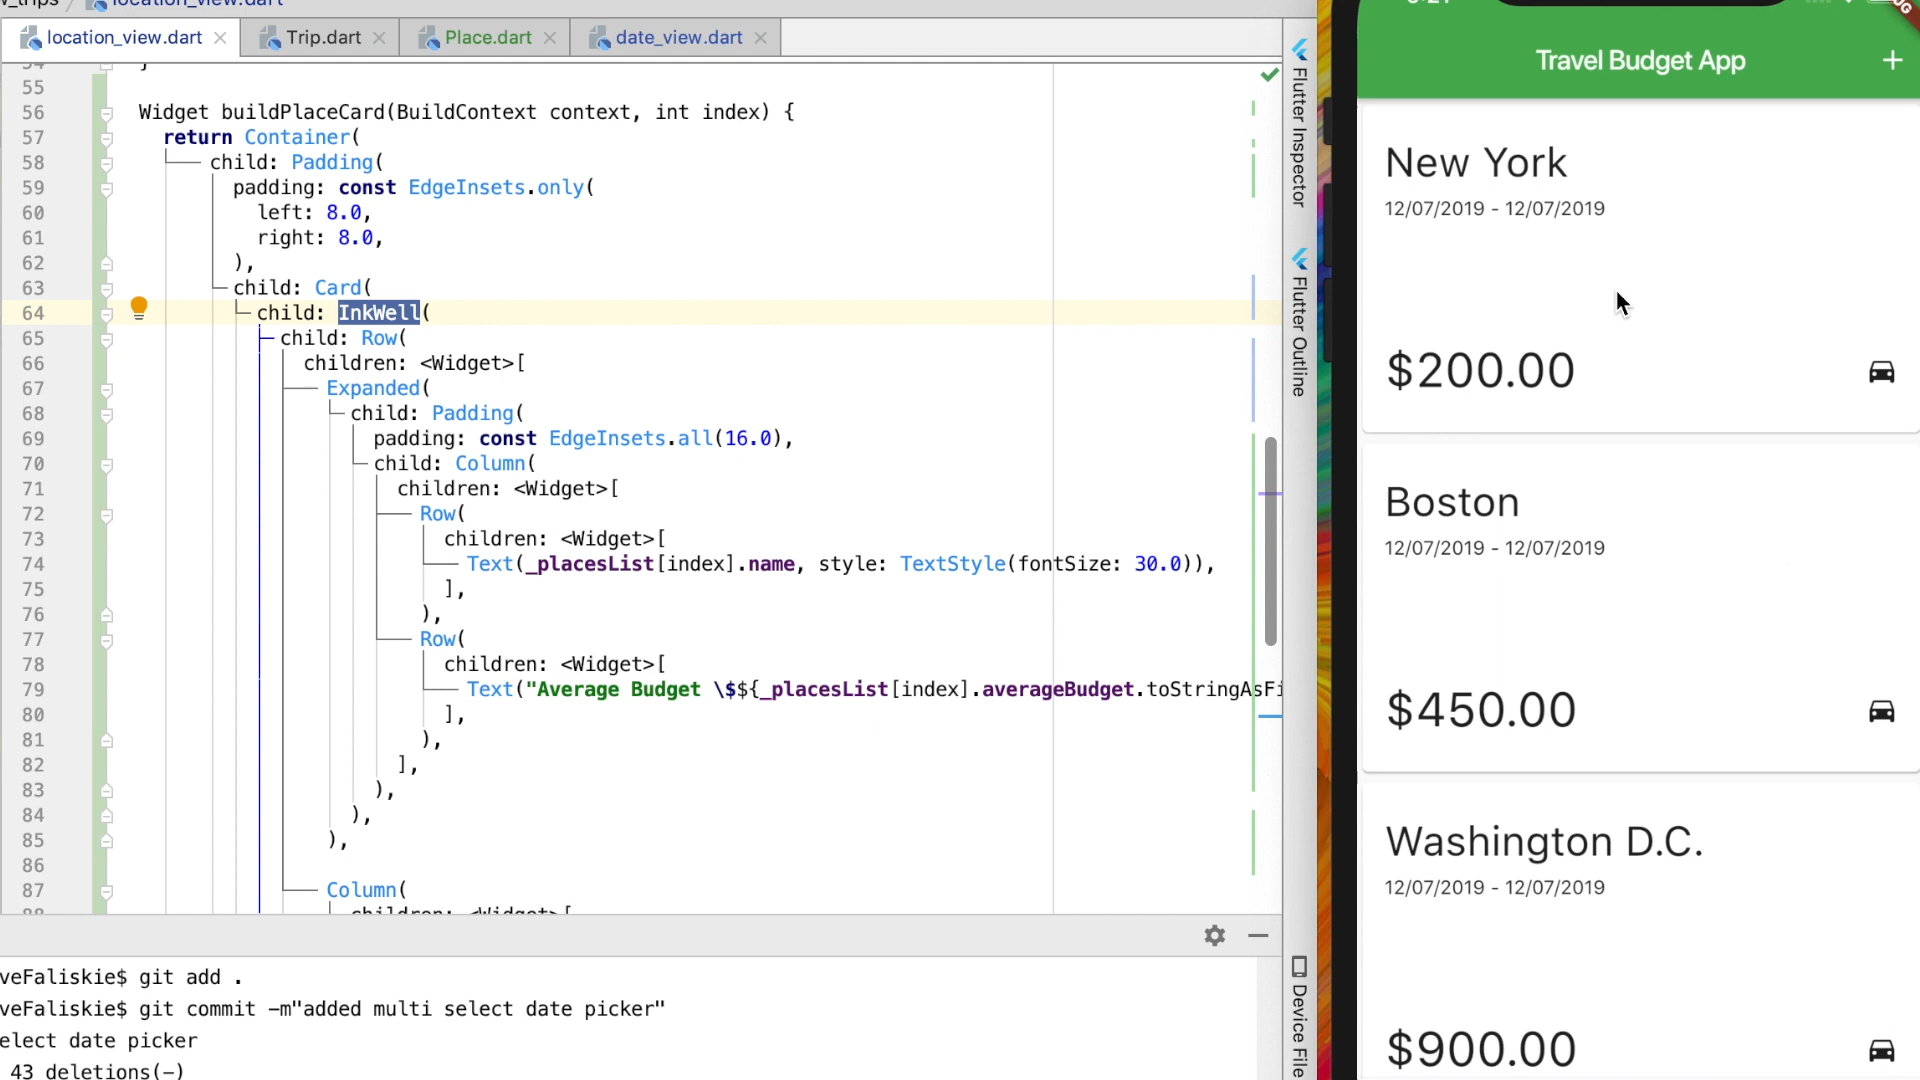 location_view.dart
location_view.dart
Trip.dart
Place.dart
date_view.dart
55
56 Widget buildPlaceCard(BuildContext context, int index) {
57 return Container(
58 child: Padding(
59 padding: const EdgeInsets.only(
60 left: 8.0,
61 right: 8.0,
62 ),
63 child: Card(
64 child: InkWell(
65 child: Row(
66 children: <Widget>[
67 Expanded(
68 child: Padding(
69 padding: const EdgeInsets.all(16.0),
70 child: Column(
71 children: <Widget>[
72 Row(
73 children: <Widget>[
74 Text(_placesList[index].name, style: TextStyle(fontSize: 30.0)),
75 ],
76 ),
77 Row(
78 children: <Widget>[
79 Text("Average Budget \$${_placesList[index].averageBudget.toStringAsFi
80 ],
81 ),
82 ],
83 ),
84 ),
85 ),
86
87 Column(
88 children: <Widget>[
veFaliskie$ git add .
veFaliskie$ git commit -m"added multi select date picker"
elect date picker
43 deletions(-)
Flutter Inspector
Flutter Outline
Device File
Travel Budget App
+
New York
12/07/2019 - 12/07/2019
$200.00
Boston
12/07/2019 - 12/07/2019
$450.00
Washington D.C.
12/07/2019 - 12/07/2019
$900.00